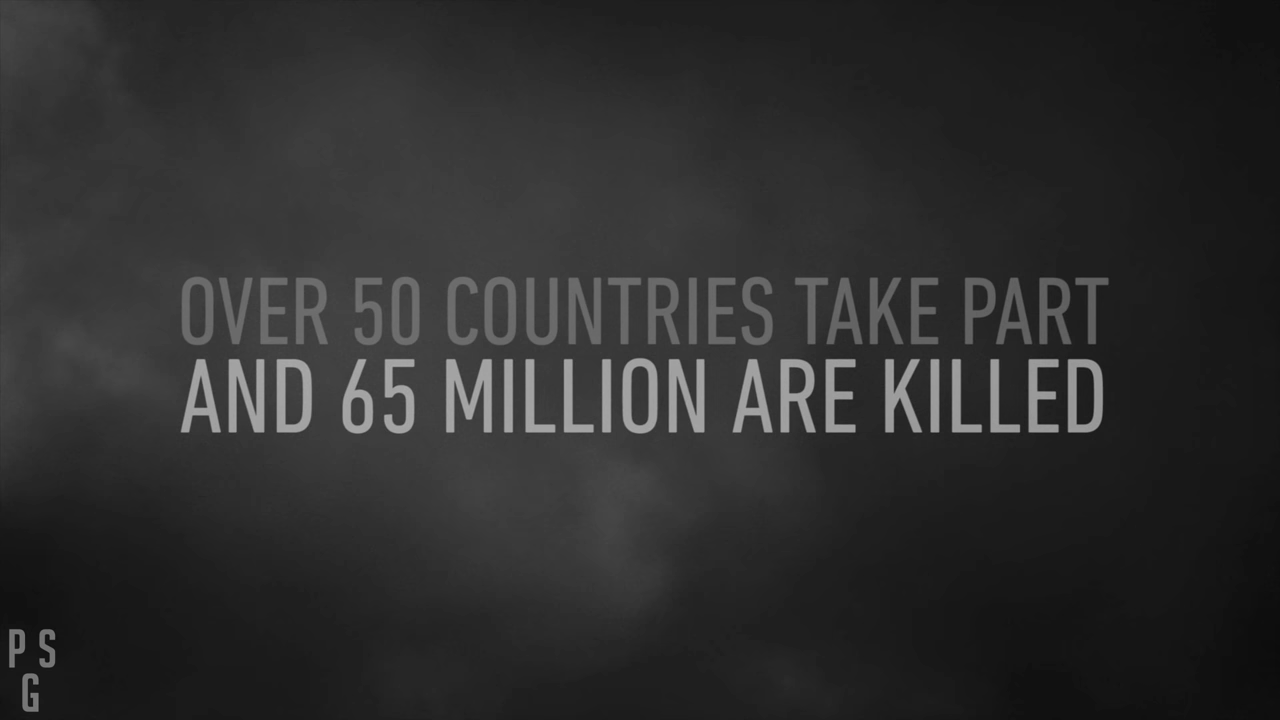 OVER 50 COUNTRIES TAKE PART
AND 65 MILLION ARE KILLED
P S
G